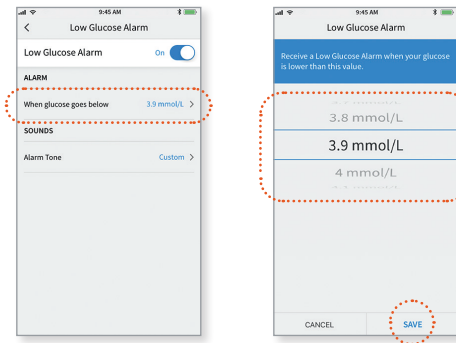 9:45 AM
Low Glucose Alarm
Low Glucose Alarm On
ALARM
When glucose goes below 3.9 mmol/L >
SOUNDS
Alarm Tone Custom >
9:45 AM
Low Glucose Alarm
Receive a Low Glucose Alarm when your glucose
is lower than this value.
3.8 mmol/L
3.9 mmol/L
4 mmol/L
CANCEL SAVE